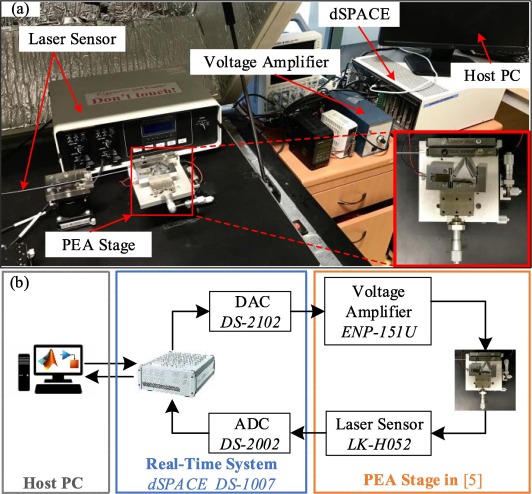 (a)
Laser Sensor
dSPACE
Voltage Amplifier
Host PC
Don't touch!
PEA Stage
(b)
DAC
DS-2102
Voltage
Amplifier
ENP-151U
ADC
DS-2002
Laser Sensor
LK-H052
Host PC
Real-Time System
dSPACE DS-1007
PEA Stage in [5]